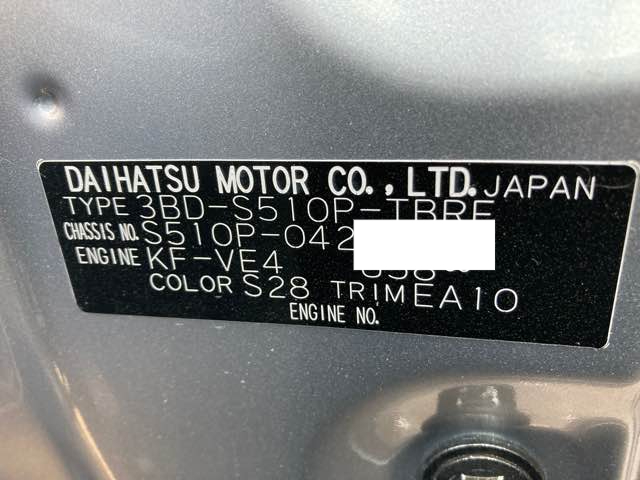 DAIHATSU MOTOR CO., LTD. JAPAN
TYPE 3BD-S510P-TBRF
CHASSIS NO. S510P-042
ENGINE KF-VE4
COLOR S28 TRIM EA10
ENGINE NO.